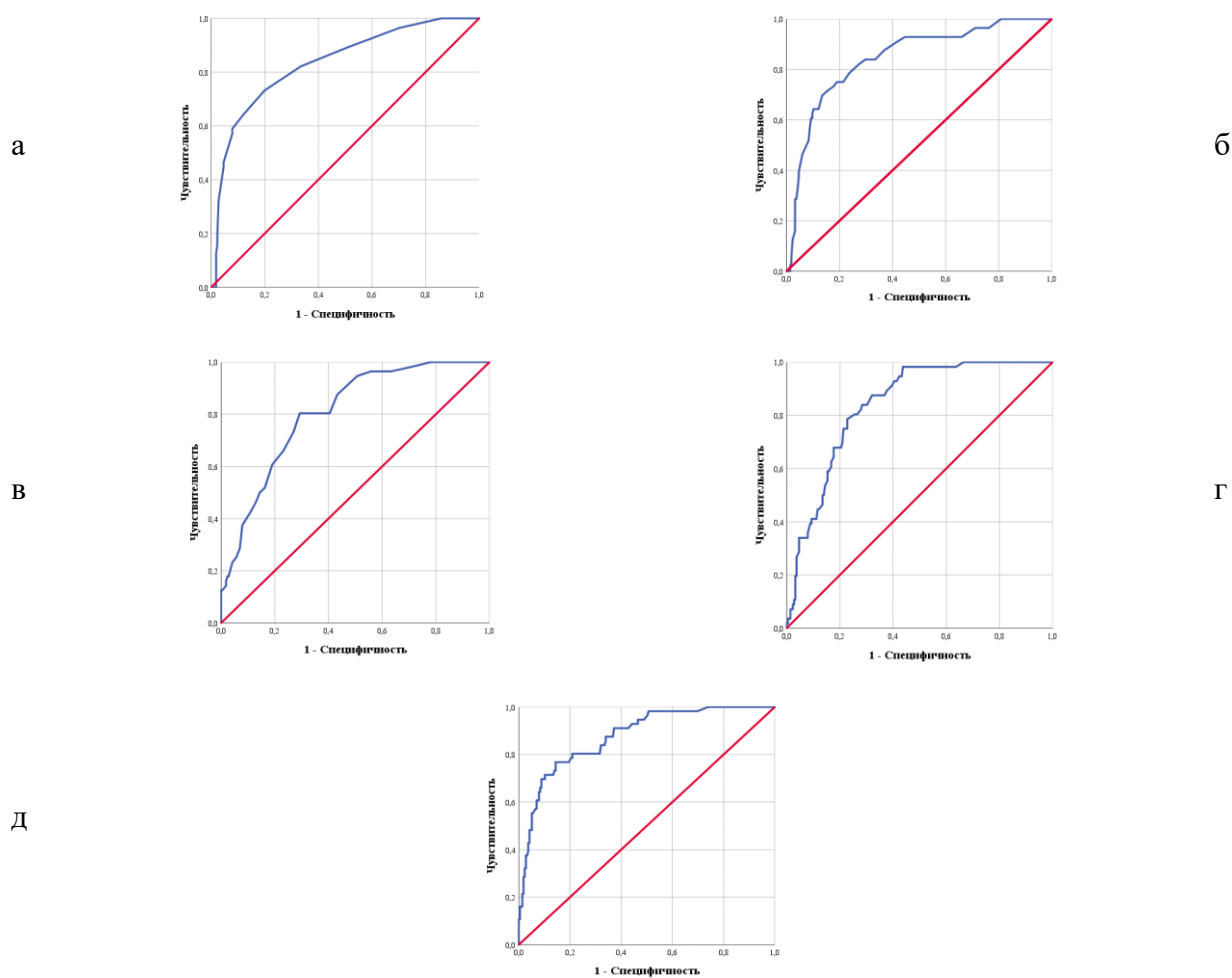 а
Чувствительность
1,0
0,8
0,6
0,4
0,2
0,0
0,0 0,2 0,4 0,6 0,8 1,0
1 - Специфичность
Чувствительность
1,0
0,8
0,6
0,4
0,2
0,0
0,0 0,2 0,4 0,6 0,8 1,0
1 - Специфичность
б
в
Чувствительность
1,0
0,8
0,6
0,4
0,2
0,0
0,0 0,2 0,4 0,6 0,8 1,0
1 - Специфичность
Чувствительность
1,0
0,8
0,6
0,4
0,2
0,0
0,0 0,2 0,4 0,6 0,8 1,0
1 - Специфичность
г
д
Чувствительность
1,0
0,8
0,6
0,4
0,2
0,0
0,0 0,2 0,4 0,6 0,8 1,0
1 - Специфичность